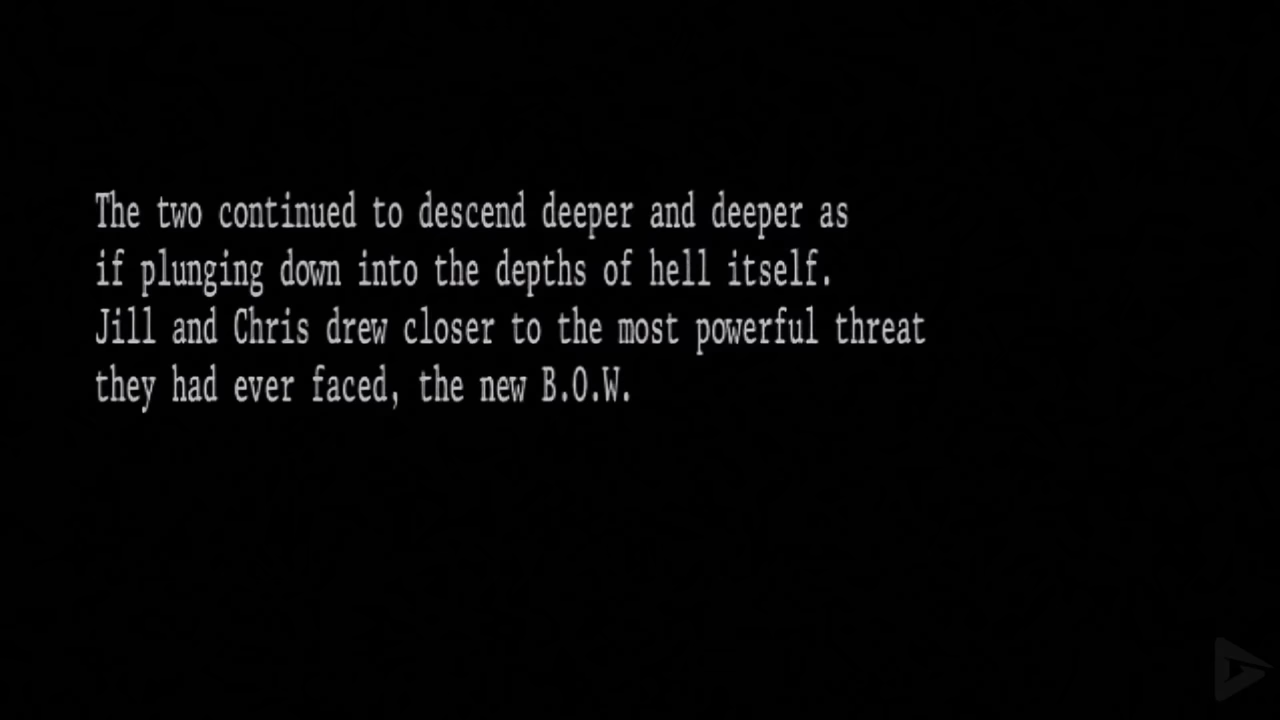 The two continued to descend deeper and deeper as
if plunging down into the depths of hell itself.
Jill and Chris drew closer to the most powerful threat
they had ever faced, the new B.O.W.